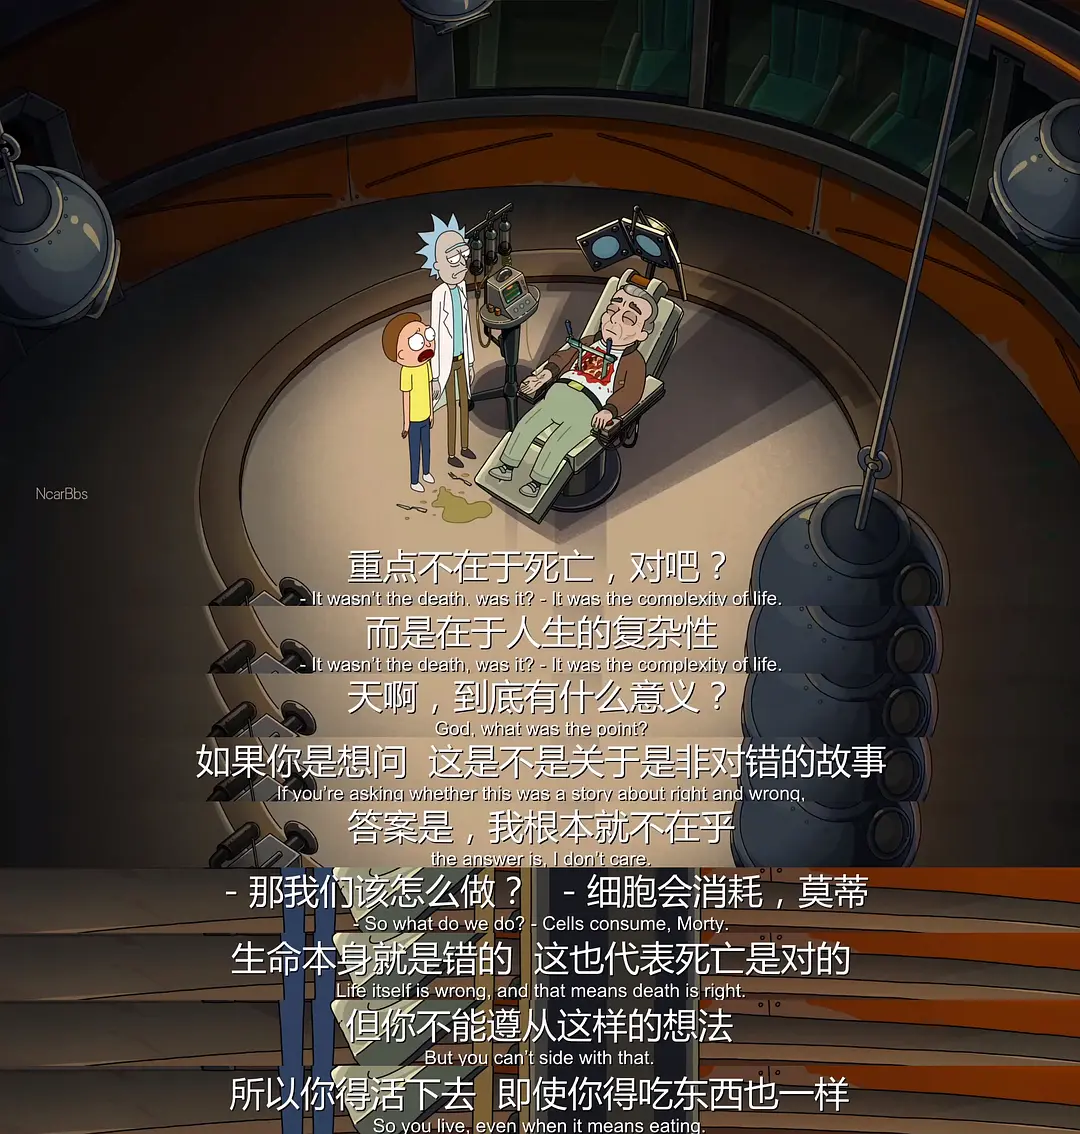 NcarBbs
重点不在于死亡，对吧？
- It wasn't the death, was it? - It was the complexity of life.
而是在于人生的复杂性
- It wasn't the death, was it? - It was the complexity of life.
天啊，到底有什么意义？
God, what was the point?
如果你是想问 这是不是关于是非对错的故事
If you're asking whether this was a story about right and wrong,
答案是，我根本就不在乎
the answer is, I don't care.
- 那我们该怎么做？ - 细胞会消耗，莫蒂
- So what do we do? - Cells consume, Morty.
生命本身就是错的 这也代表死亡是对的
Life itself is wrong, and that means death is right.
但你不能遵从这样的想法
But you can't side with that.
所以你得活下去 即使你得吃东西也一样
So you live, even when it means eating.